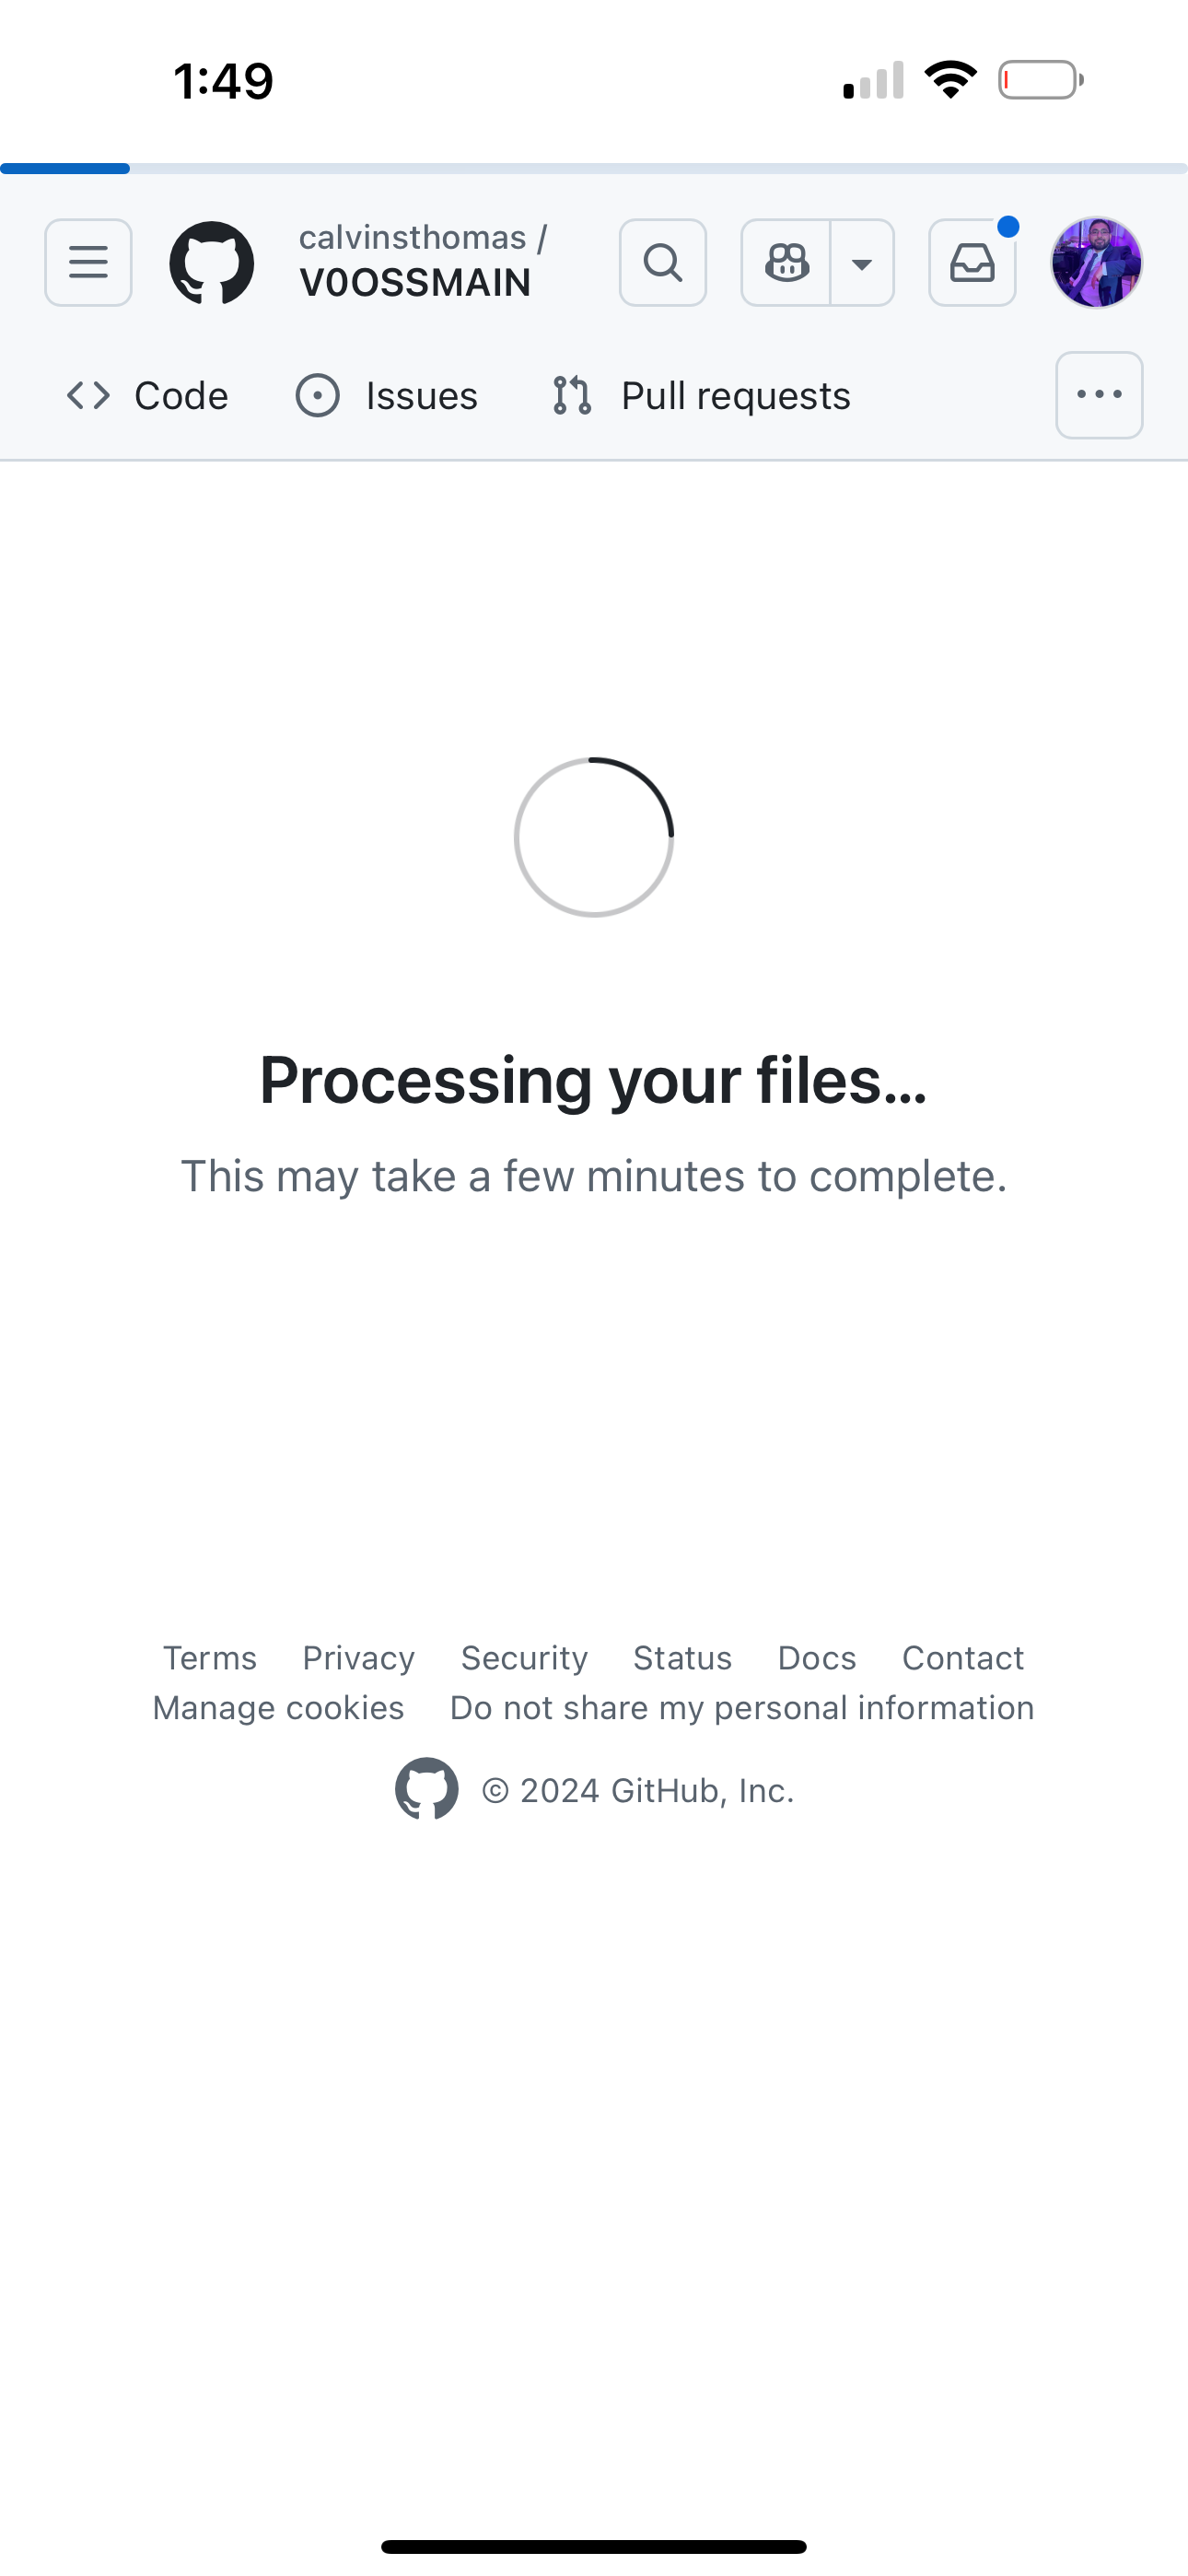 1:49
calvinsthomas /
V0OSSMAIN
Code Issues Pull requests
Processing your files...
This may take a few minutes to complete.
Terms Privacy Security Status Docs Contact
Manage cookies Do not share my personal information
© 2024 GitHub, Inc.